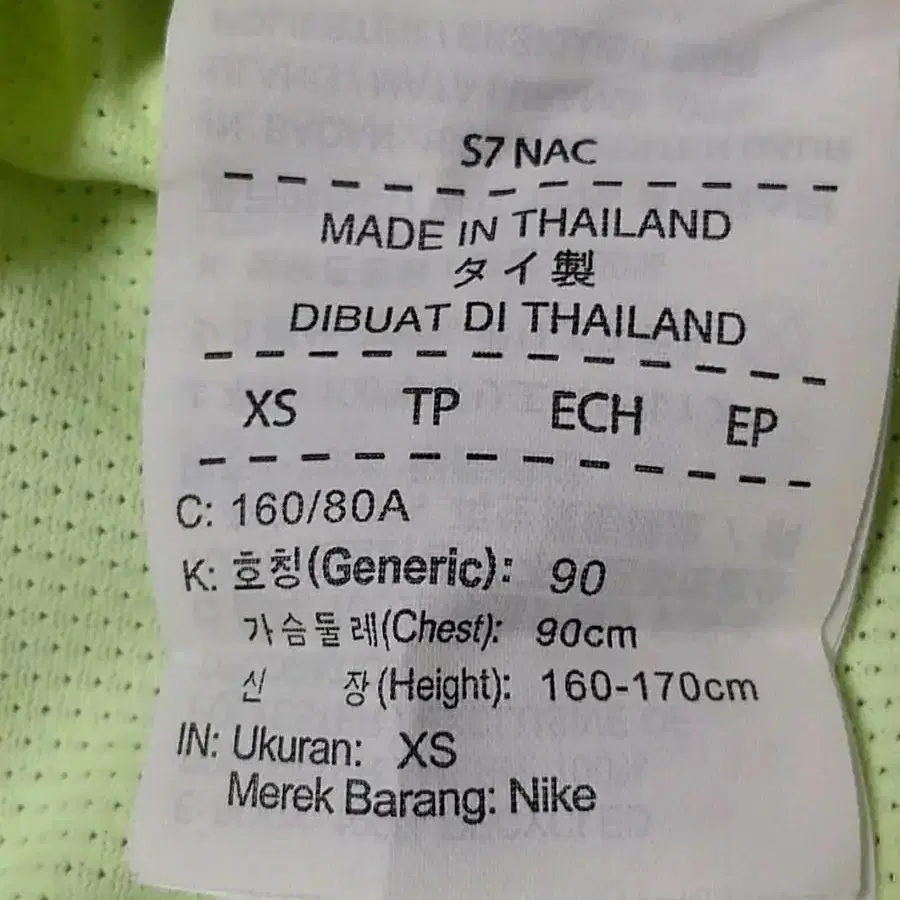 S7 NAC
MADE IN THAILAND
タイ製
DIBUAT DI THAILAND
XS TP ECH EP
C: 160/80A
K: 호칭(Generic): 90
가슴둘레(Chest): 90cm
신 장(Height): 160-170cm
IN: Ukuran: XS
Merek Barang: Nike